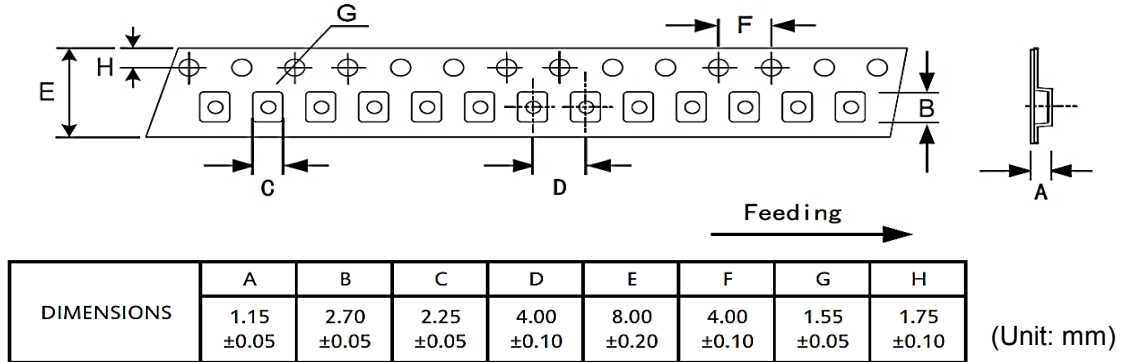 G
F
H
E
B
C
D
A
Feeding
DIMENSIONS A B C D E F G H
1.15 2.70 2.25 4.00 8.00 4.00 1.55 1.75
±0.05 ±0.05 ±0.05 ±0.10 ±0.20 ±0.10 ±0.05 ±0.10
(Unit: mm)